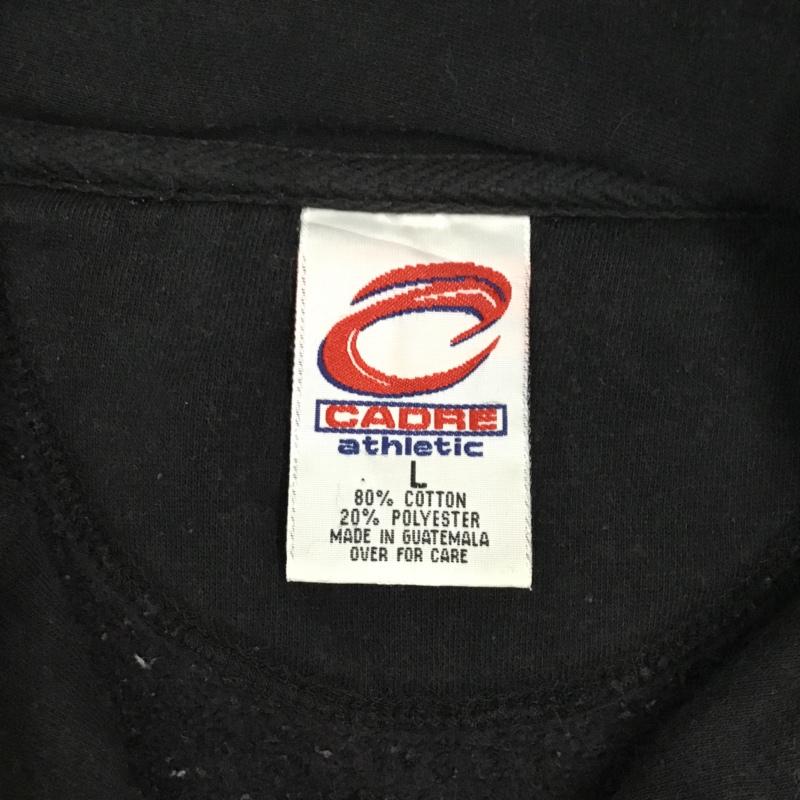 CADRE
athletic
L
80% COTTON
20% POLYESTER
MADE IN GUATEMALA
OVER FOR CARE